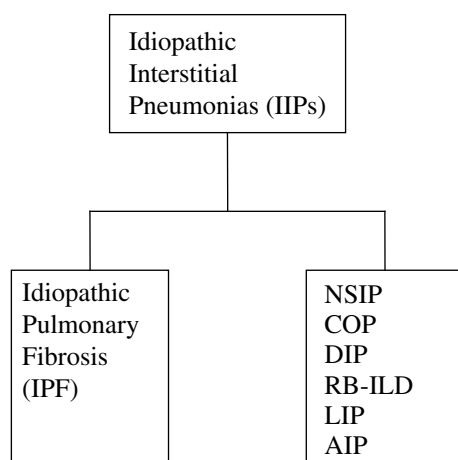 Idiopathic
Interstitial
Pneumonias (IIPs)
Idiopathic
Pulmonary
Fibrosis
(IPF)
NSIP
COP
DIP
RB-ILD
LIP
AIP